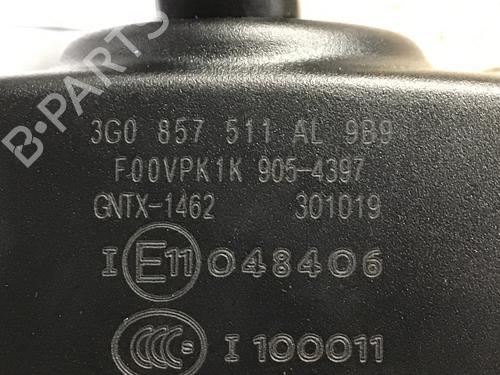 B-PARTS
3G0 857 511 AL 9B9
F00VPK1K 905-4397
GNTX-1462 301019
I E11 048406
CCC S I 100011